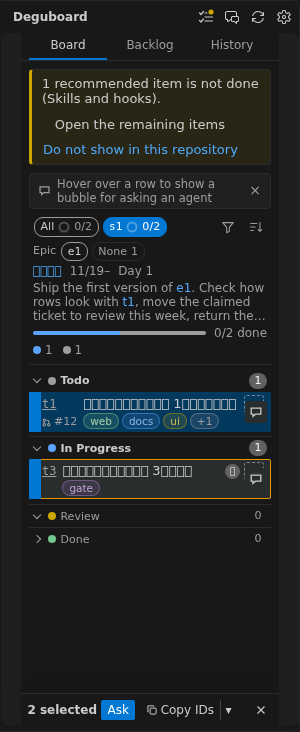 Deguboard
Board Backlog History
1 recommended item is not done
(Skills and hooks).
Open the remaining items
Do not show in this repository
Hover over a row to show a
bubble for asking an agent
All 0/2 s1 0/2
Epic e1 None 1
11/19– Day 1
Ship the first version of e1. Check how
rows look with t1, move the claimed
ticket to review this week, return the…
0/2 done
1 1
Todo 1
t1 1
#12 web docs ui +1
In Progress 1
t3 3
gate
Review 0
Done 0
2 selected Ask Copy IDs